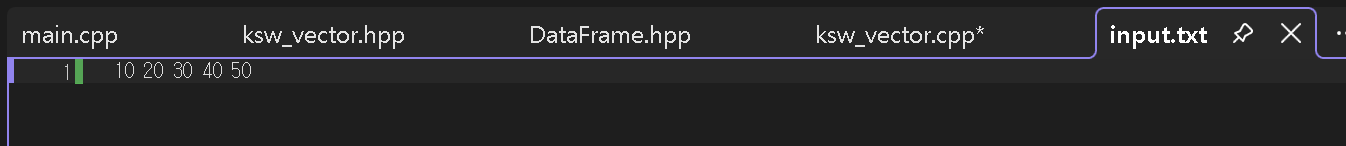 main.cpp ksw_vector.hpp DataFrame.hpp ksw_vector.cpp* input.txt
1 10 20 30 40 50